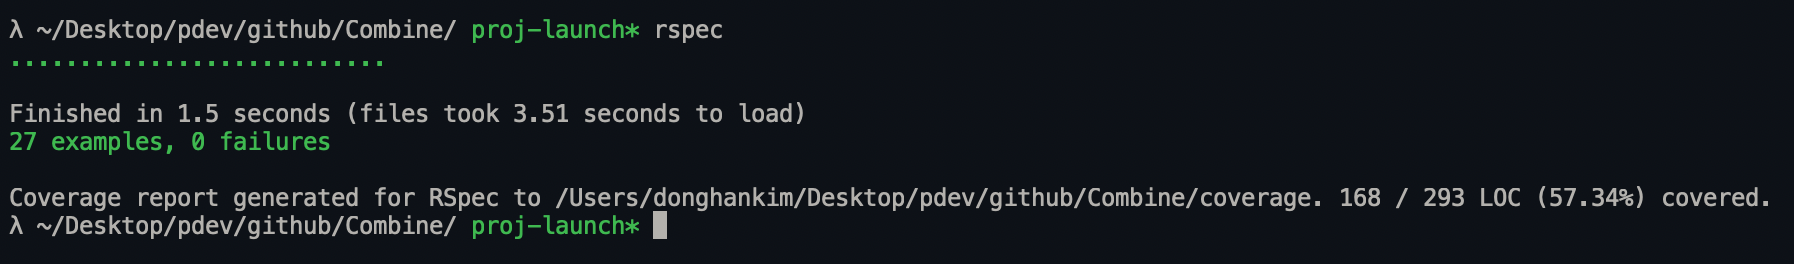 λ ~/Desktop/pdev/github/Combine/ proj-launch* rspec
...........................
Finished in 1.5 seconds (files took 3.51 seconds to load)
27 examples, 0 failures
Coverage report generated for RSpec to /Users/donghankim/Desktop/pdev/github/Combine/coverage. 168 / 293 LOC (57.34%) covered.
λ ~/Desktop/pdev/github/Combine/ proj-launch*